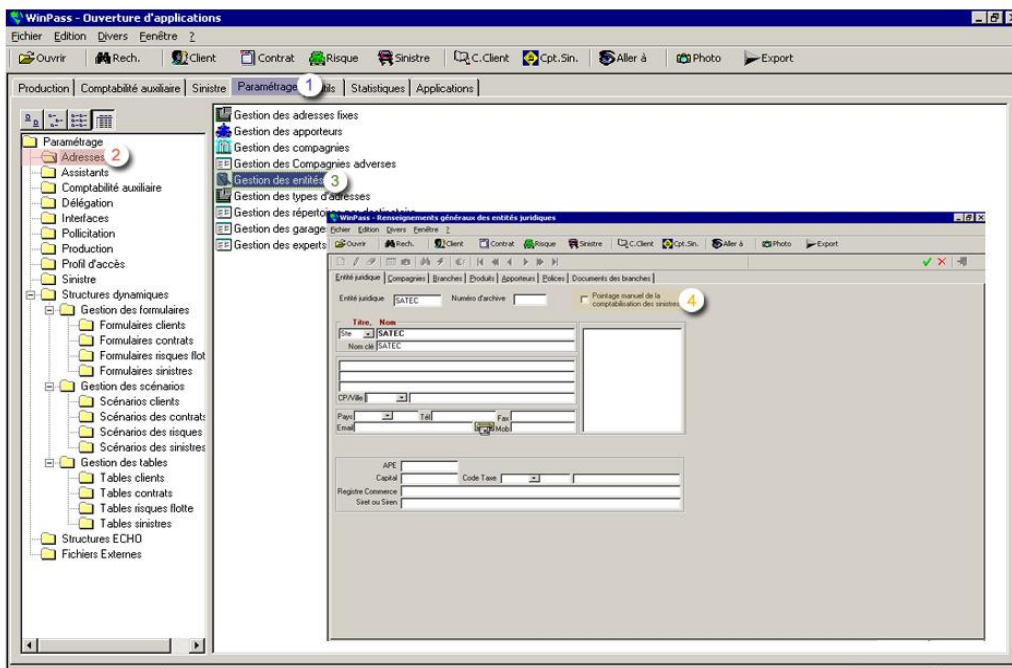 WinPass - Ouverture d'applications
Fichier Edition Divers Fenêtre ?
Ouvrir Rech. Client Contrat Risque Sinistre C.Client Cpt.Sin. Aller à Photo Export
Production Comptabilité auxiliaire Sinistre Paramétrage 1 tils Statistiques Applications
Paramétrage
Adresses 2
Assistants
Comptabilité auxiliaire
Délégation
Interfaces
Pollicitation
Production
Profil d'accès
Sinistre
Structures dynamiques
Gestion des formulaires
Formulaires clients
Formulaires contrats
Formulaires risques flot
Formulaires sinistres
Gestion des scénarios
Scénarios clients
Scénarios des contrats
Scénarios des risques
Scénarios des sinistres
Gestion des tables
Tables clients
Tables contrats
Tables risques flotte
Tables sinistres
Structures ECHO
Fichiers Externes
Gestion des adresses fixes
Gestion des apporteurs
Gestion des compagnies
Gestion des Compagnies adverses
Gestion des entités 3
Gestion des types d'adresses
Gestion des répertoires par destinataire
Gestion des garage
Gestion des experts
WinPass - Renseignements généraux des entités juridiques
Fichier Edition Divers Fenêtre ?
Ouvrir Rech. Client Contrat Risque Sinistre C.Client Cpt.Sin. Aller à Photo Export
Entité juridique Compagnies Branches Produits Apporteurs Polices Documents des branches
Entité juridique SATEC Numéro d'archive
Pointage manuel de la
comptabilisation des sinistres 4
Titre, Nom
Ste SATEC
Nom clé SATEC
CP/Ville
Pays Tél Fax
Email Mob
APE
Capital Code Taxe
Registre Commerce
Siret ou Siren